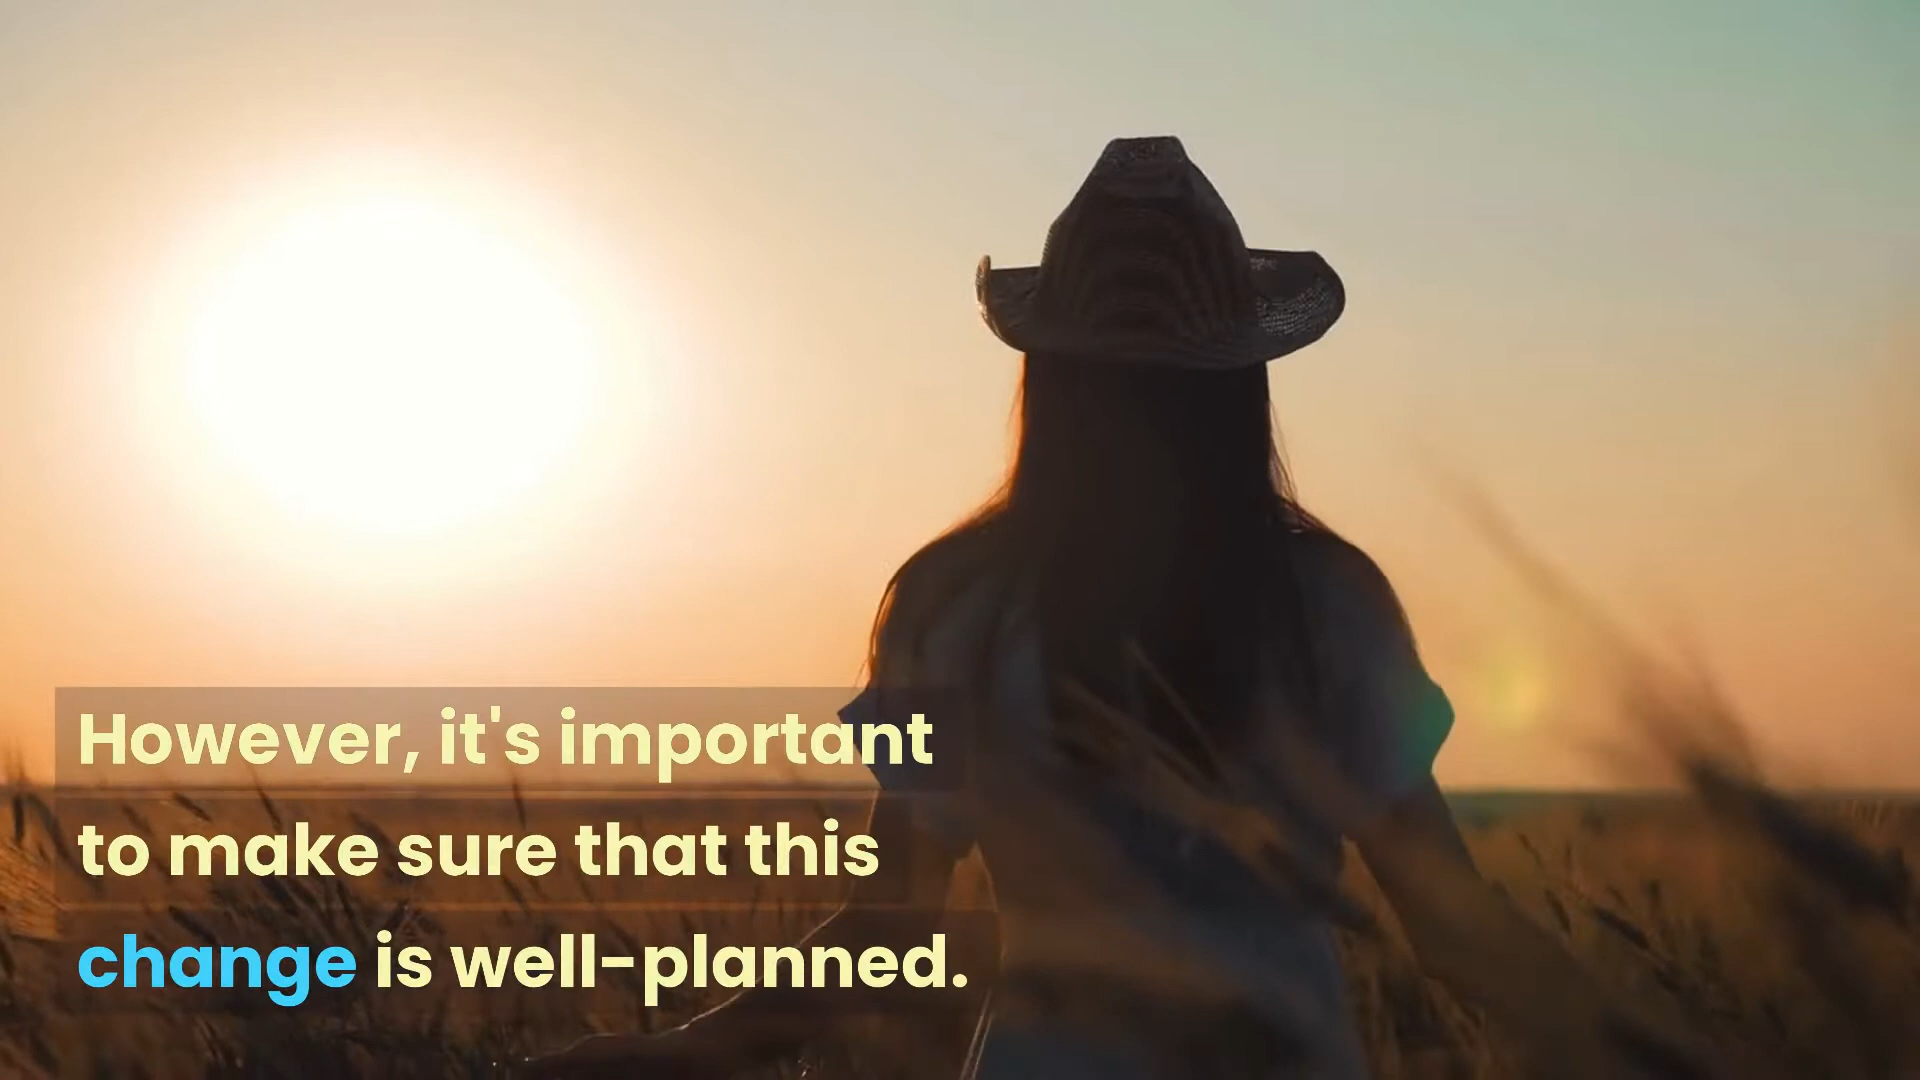 However, it's important
to make sure that this
change is well-planned.